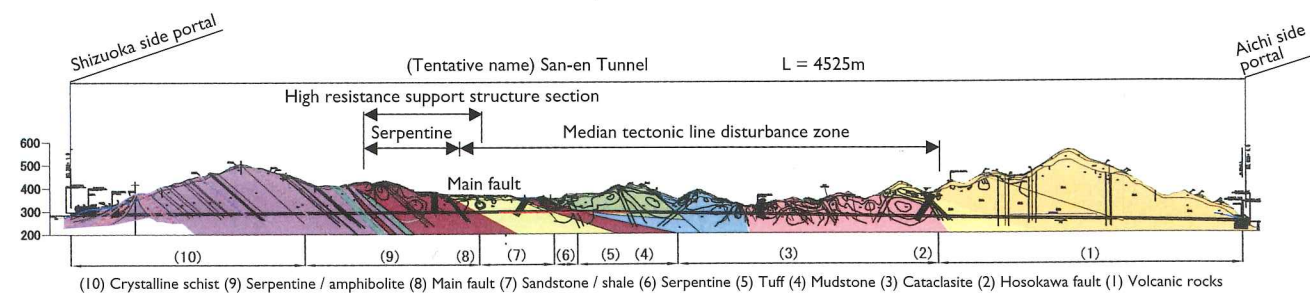 Shizuoka side portal
Aichi side
portal
(Tentative name) San-en Tunnel L = 4525m
High resistance support structure section
Serpentine
Median tectonic line disturbance zone
600
500
400
300
200
Main fault
(10) (9) (8) (7) (6) (5) (4) (3) (2) (1)
(10) Crystalline schist (9) Serpentine / amphibolite (8) Main fault (7) Sandstone / shale (6) Serpentine (5) Tuff (4) Mudstone (3) Cataclasite (2) Hosokawa fault (1) Volcanic rocks